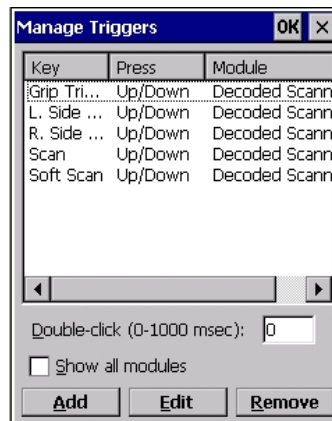 Manage Triggers OK ×
Key Press Module
Grip Tri... Up/Down Decoded Scann
L. Side ... Up/Down Decoded Scann
R. Side ... Up/Down Decoded Scann
Scan Up/Down Decoded Scann
Soft Scan Up/Down Decoded Scann
Double-click (0-1000 msec): 0
Show all modules
Add Edit Remove